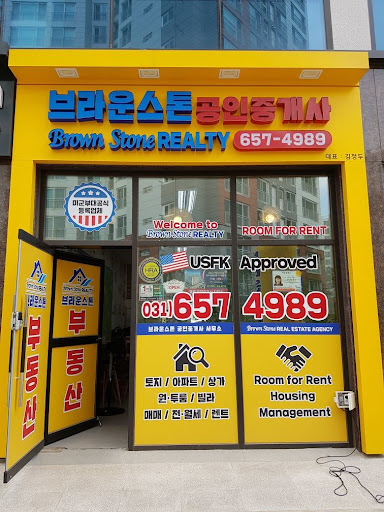 브라운스톤 공인중개사
Brown Stone REALTY 657-4989
대표 : 김정두
미군부대공식
등록업체
Welcome to
Brown Stone REALTY
ROOM FOR RENT
HRA
USFK Approved
OPEN
031)657 4989
브라운스톤 공인중개사 사무소
Brown Stone REAL ESTATE AGENCY
토지 / 아파트 / 상가
원·투룸 / 빌라
매매 / 전·월세 / 렌트
Room for Rent
Housing
Management
브라운스톤
부동산
브라운스톤
부동산